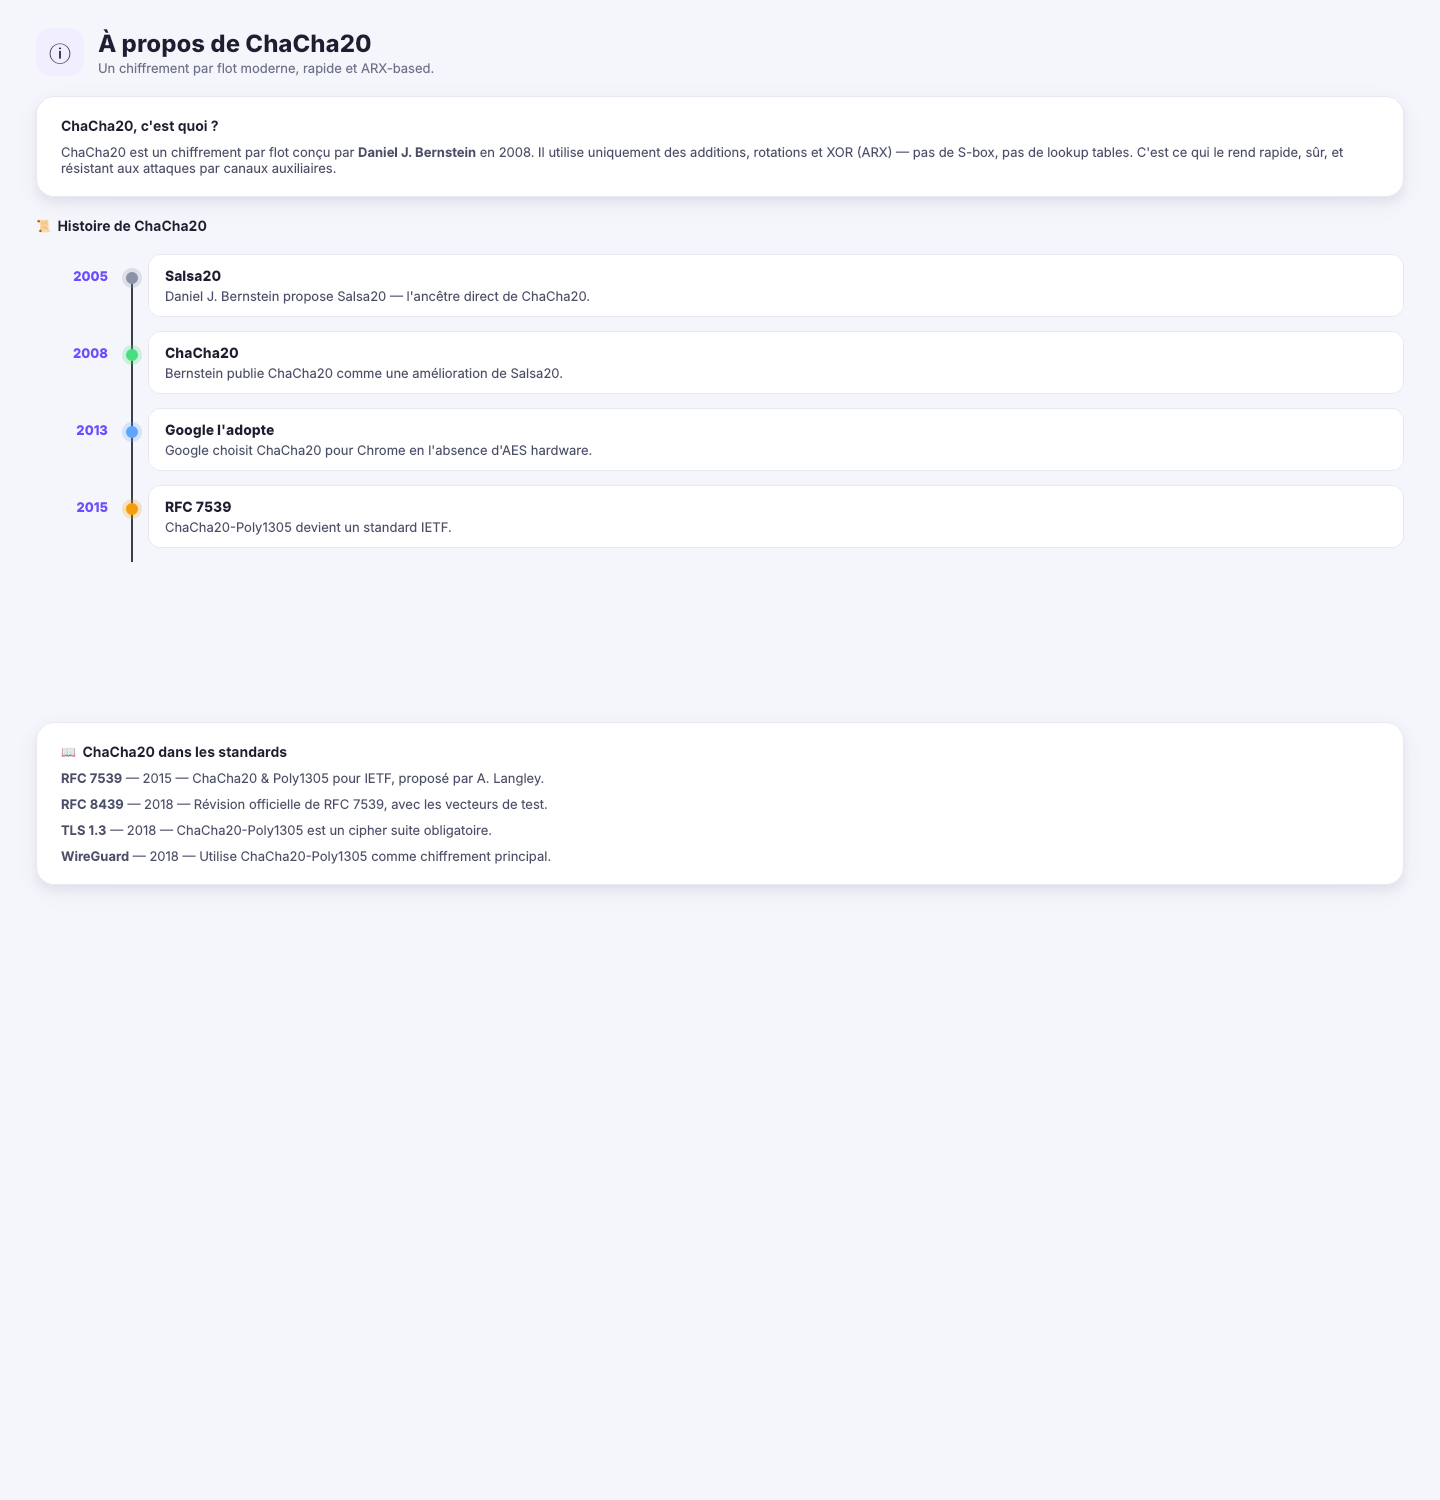 À propos de ChaCha20
Un chiffrement par flot moderne, rapide et ARX-based.
ChaCha20, c'est quoi ?
ChaCha20 est un chiffrement par flot conçu par Daniel J. Bernstein en 2008. Il utilise uniquement des additions, rotations et XOR (ARX) — pas de S-box, pas de lookup tables. C'est ce qui le rend rapide, sûr, et
résistant aux attaques par canaux auxiliaires.
📜 Histoire de ChaCha20
2005
Salsa20
Daniel J. Bernstein propose Salsa20 — l'ancêtre direct de ChaCha20.
2008
ChaCha20
Bernstein publie ChaCha20 comme une amélioration de Salsa20.
2013
Google l'adopte
Google choisit ChaCha20 pour Chrome en l'absence d'AES hardware.
2015
RFC 7539
ChaCha20-Poly1305 devient un standard IETF.
📖 ChaCha20 dans les standards
RFC 7539 — 2015 — ChaCha20 & Poly1305 pour IETF, proposé par A. Langley.
RFC 8439 — 2018 — Révision officielle de RFC 7539, avec les vecteurs de test.
TLS 1.3 — 2018 — ChaCha20-Poly1305 est un cipher suite obligatoire.
WireGuard — 2018 — Utilise ChaCha20-Poly1305 comme chiffrement principal.